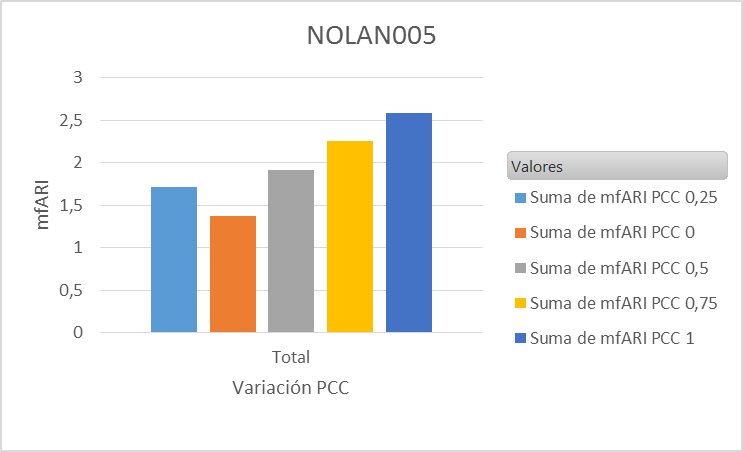 NOLAN005
mfARI
3
2,5
2
1,5
1
0,5
0
Total
Variación PCC
Valores
Suma de mfARI PCC 0,25
Suma de mfARI PCC 0
Suma de mfARI PCC 0,5
Suma de mfARI PCC 0,75
Suma de mfARI PCC 1